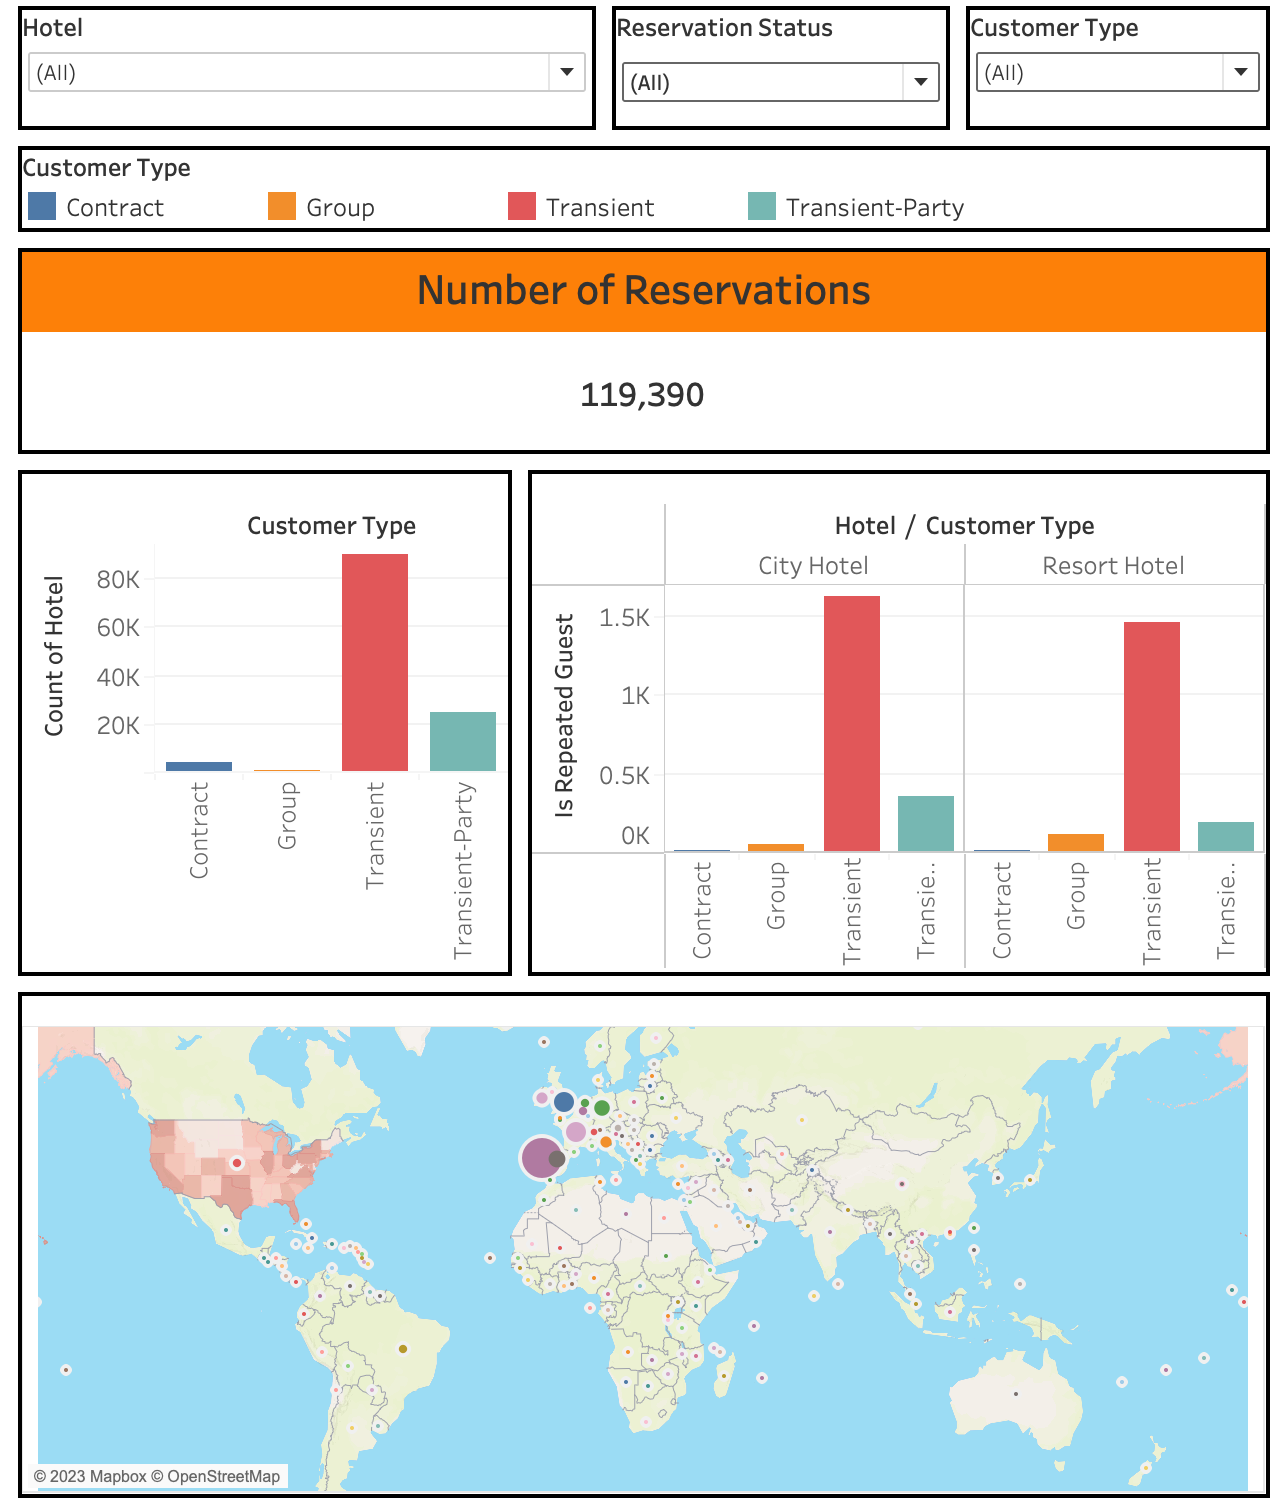 Hotel
(All)
Reservation Status
(All)
Customer Type
(All)
Customer Type
Contract
Group
Transient
Transient-Party
Number of Reservations
119,390
Customer Type
Count of Hotel
80K
60K
40K
20K
Contract
Group
Transient
Transient-Party
Hotel / Customer Type
City Hotel
Resort Hotel
Is Repeated Guest
1.5K
1K
0.5K
0K
Contract
Group
Transient
Transie..
Contract
Group
Transient
Transie..
© 2023 Mapbox © OpenStreetMap